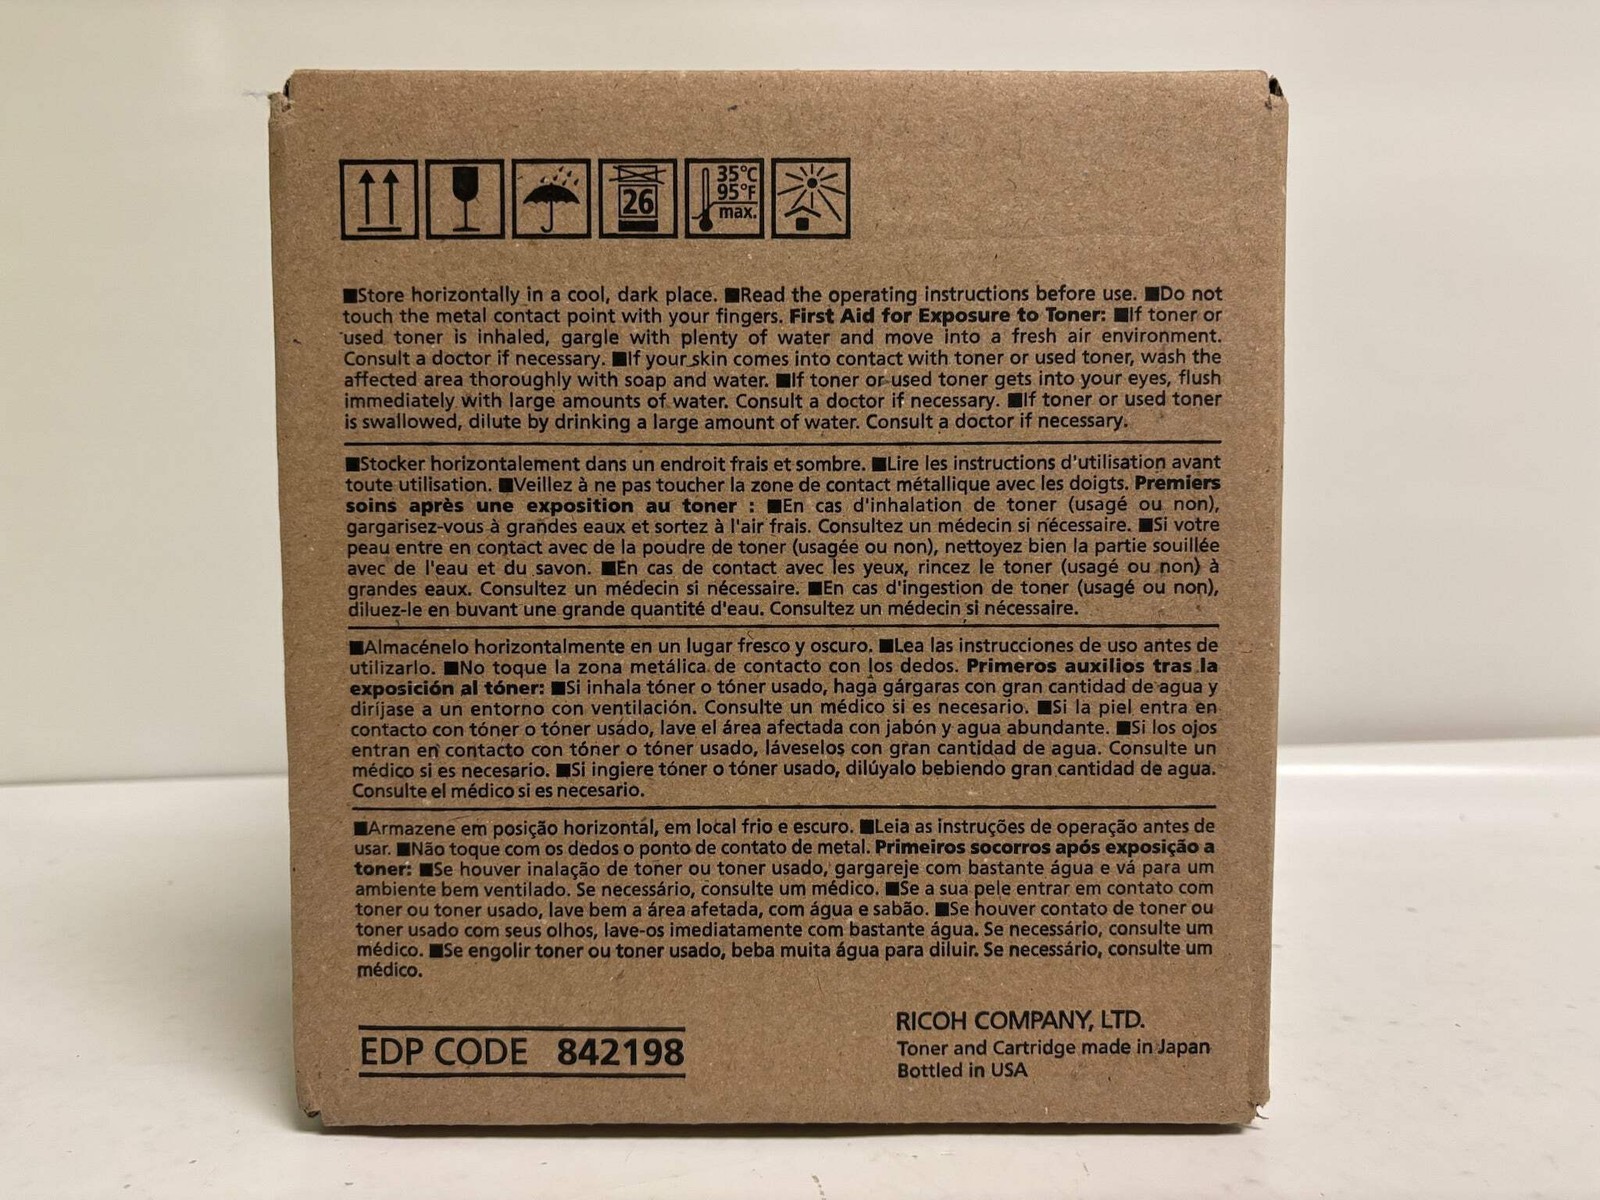 26
35°C
95°F
max.
■Store horizontally in a cool, dark place. ■Read the operating instructions before use. ■Do not
touch the metal contact point with your fingers. First Aid for Exposure to Toner: ■If toner or
used toner is inhaled, gargle with plenty of water and move into a fresh air environment.
Consult a doctor if necessary. ■If your skin comes into contact with toner or used toner, wash the
affected area thoroughly with soap and water. ■If toner or used toner gets into your eyes, flush
immediately with large amounts of water. Consult a doctor if necessary. ■If toner or used toner
is swallowed, dilute by drinking a large amount of water. Consult a doctor if necessary.
■Stocker horizontalement dans un endroit frais et sombre. ■Lire les instructions d'utilisation avant
toute utilisation. ■Veillez à ne pas toucher la zone de contact métallique avec les doigts. Premiers
soins après une exposition au toner : ■En cas d'inhalation de toner (usagé ou non),
gargarisez-vous à grandes eaux et sortez à l'air frais. Consultez un médecin si nécessaire. ■Si votre
peau entre en contact avec de la poudre de toner (usagée ou non), nettoyez bien la partie souillée
avec de l'eau et du savon. ■En cas de contact avec les yeux, rincez le toner (usagé ou non) à
grandes eaux. Consultez un médecin si nécessaire. ■En cas d'ingestion de toner (usagé ou non),
diluez-le en buvant une grande quantité d'eau. Consultez un médecin si nécessaire.
■Almacénelo horizontalmente en un lugar fresco y oscuro. ■Lea las instrucciones de uso antes de
utilizarlo. ■No toque la zona metálica de contacto con los dedos. Primeros auxilios tras la
exposición al tóner: ■Si inhala tóner o tóner usado, haga gárgaras con gran cantidad de agua y
diríjase a un entorno con ventilación. Consulte un médico si es necesario. ■Si la piel entra en
contacto con tóner o tóner usado, lave el área afectada con jabón y agua abundante. ■Si los ojos
entran en contacto con tóner o tóner usado, láveselos con gran cantidad de agua. Consulte un
médico si es necesario. ■Si ingiere tóner o tóner usado, dilúyalo bebiendo gran cantidad de agua.
Consulte el médico si es necesario.
■Armazene em posição horizontal, em local frio e escuro. ■Leia as instruções de operação antes de
usar. ■Não toque com os dedos o ponto de contato de metal. Primeiros socorros após exposição a
toner: ■Se houver inalação de toner ou toner usado, gargareje com bastante água e vá para um
ambiente bem ventilado. Se necessário, consulte um médico. ■Se a sua pele entrar em contato com
toner ou toner usado, lave bem a área afetada, com água e sabão. ■Se houver contato de toner ou
toner usado com seus olhos, lave-os imediatamente com bastante água. Se necessário, consulte um
médico. ■Se engolir toner ou toner usado, beba muita água para diluir. Se necessário, consulte um
médico.
EDP CODE 842198
RICOH COMPANY, LTD.
Toner and Cartridge made in Japan
Bottled in USA